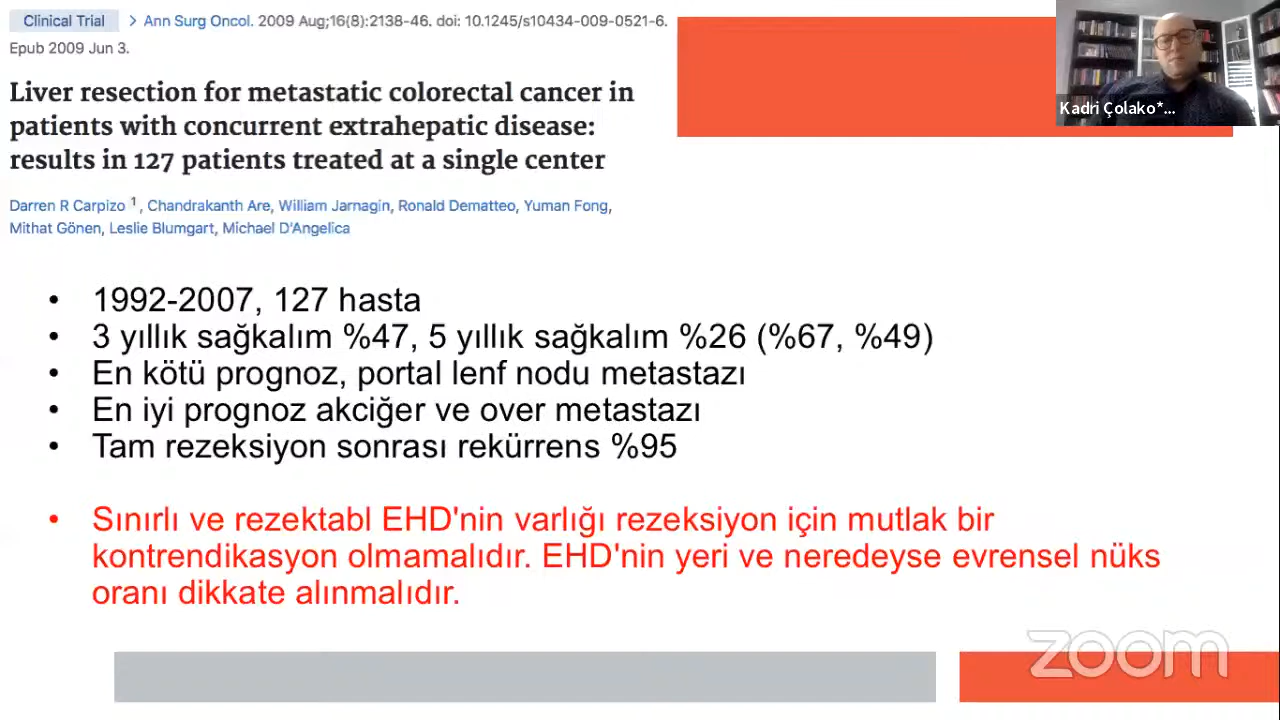 Clinical Trial > Ann Surg Oncol. 2009 Aug;16(8):2138-46. doi: 10.1245/s10434-009-0521-6.
Epub 2009 Jun 3.
Liver resection for metastatic colorectal cancer in
patients with concurrent extrahepatic disease:
results in 127 patients treated at a single center
Darren R Carpizo 1, Chandrakanth Are, William Jarnagin, Ronald Dematteo, Yuman Fong,
Mithat Gönen, Leslie Blumgart, Michael D'Angelica
Kadri Çolako*...
• 1992-2007, 127 hasta
• 3 yıllık sağkalım %47, 5 yıllık sağkalım %26 (%67, %49)
• En kötü prognoz, portal lenf nodu metastazı
• En iyi prognoz akciğer ve over metastazı
• Tam rezeksiyon sonrası rekürrens %95
• Sınırlı ve rezektabl EHD'nin varlığı rezeksiyon için mutlak bir
kontrendikasyon olmamalıdır. EHD'nin yeri ve neredeyse evrensel nüks
oranı dikkate alınmalıdır.
zoom